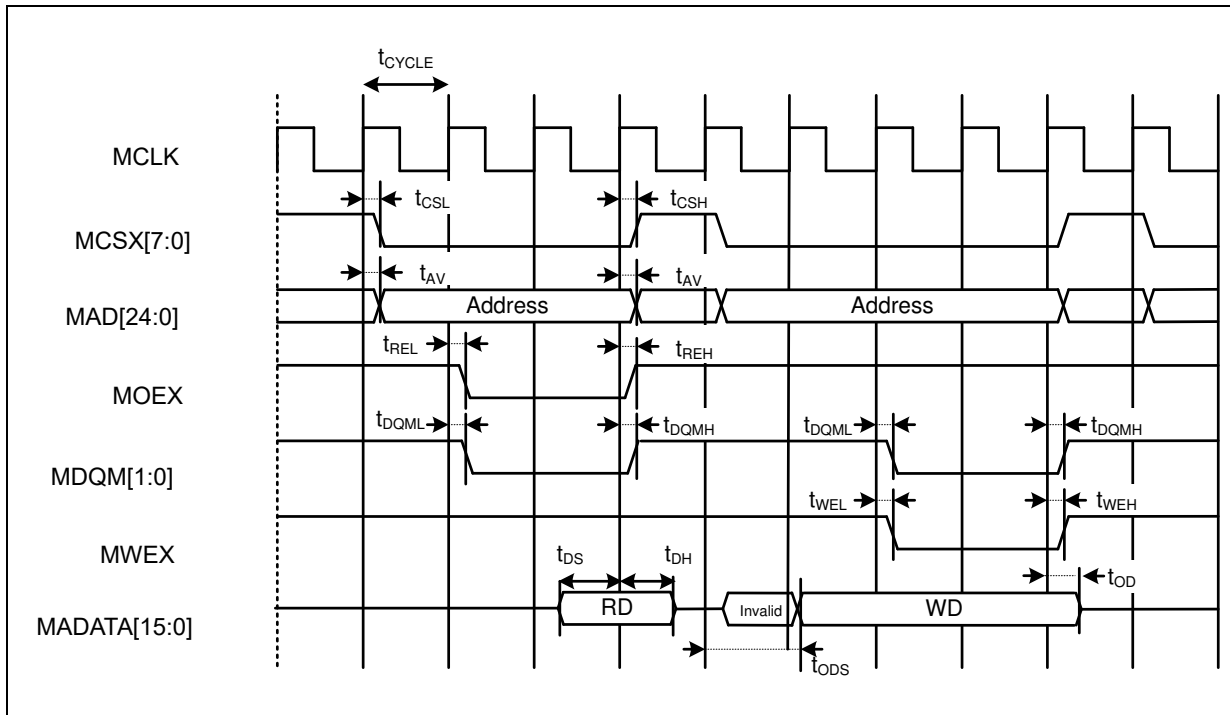 tCYCLE
MCLK
tCSL tCSH
MCSX[7:0]
tAV tAV
MAD[24:0] Address Address
tREL tREH
MOEX
tDQML tDQMH tDQML tDQMH
MDQM[1:0]
tWEL tWEH
MWEX
tDS tDH tOD
RD Invalid WD
MADATA[15:0]
tODS